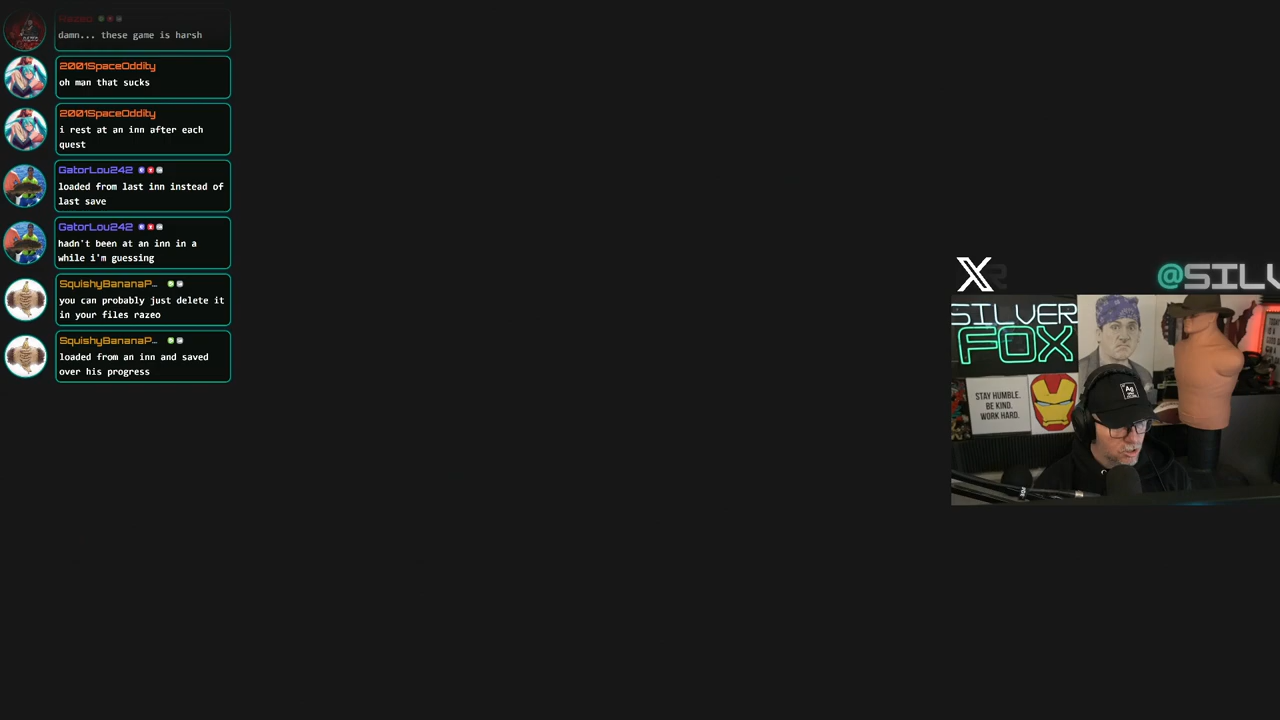 Razeo
damn... these game is harsh
2001SpaceOddity
oh man that sucks
2001SpaceOddity
i rest at an inn after each
quest
GatorLou242
loaded from last inn instead of
last save
GatorLou242
hadn't been at an inn in a
while i'm guessing
SquishyBananaP…
you can probably just delete it
in your files razeo
SquishyBananaP…
loaded from an inn and saved
over his progress
@SILV
SILVER
FOX
STAY HUMBLE.
BE KIND.
WORK HARD.
Ag